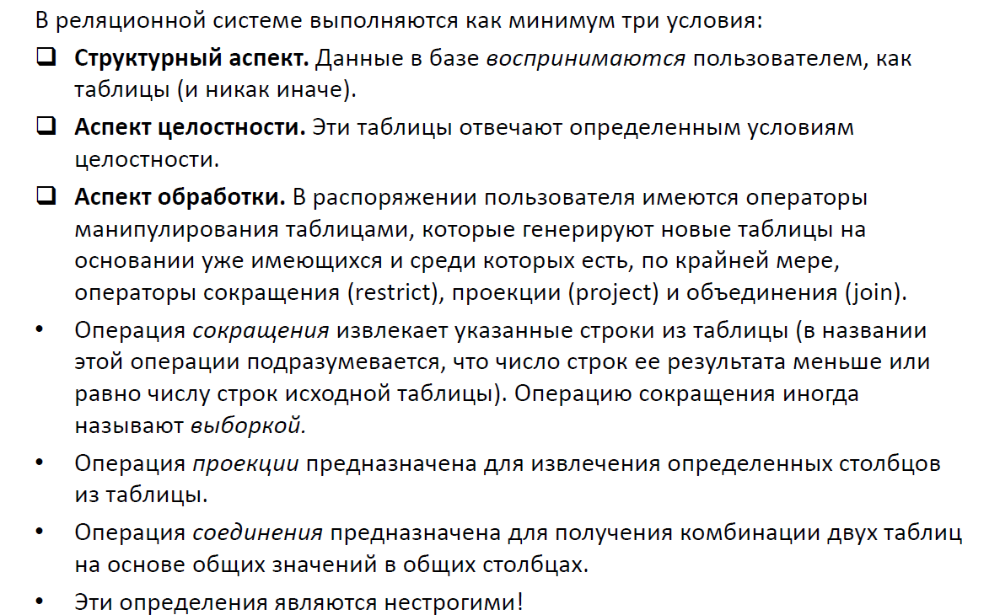 В реляционной системе выполняются как минимум три условия:
❑ Структурный аспект. Данные в базе воспринимаются пользователем, как
таблицы (и никак иначе).
❑ Аспект целостности. Эти таблицы отвечают определенным условиям
целостности.
❑ Аспект обработки. В распоряжении пользователя имеются операторы
манипулирования таблицами, которые генерируют новые таблицы на
основании уже имеющихся и среди которых есть, по крайней мере,
операторы сокращения (restrict), проекции (project) и объединения (join).
• Операция сокращения извлекает указанные строки из таблицы (в названии
этой операции подразумевается, что число строк ее результата меньше или
равно числу строк исходной таблицы). Операцию сокращения иногда
называют выборкой.
• Операция проекции предназначена для извлечения определенных столбцов
из таблицы.
• Операция соединения предназначена для получения комбинации двух таблиц
на основе общих значений в общих столбцах.
• Эти определения являются нестрогими!